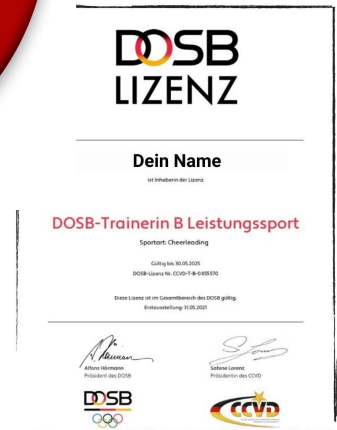 DOSB
LIZENZ
Dein Name
ist Inhaberin der Lizenz
DOSB-Trainerin B Leistungssport
Sportart: Cheerleading
Gültig bis 30.05.2025
DOSB-Lizenz Nr. CCVD-T-B-0855570
Diese Lizenz ist im Gesamtbereich des DOSB gültig.
Erstausstellung: 31.05.2021
Alfons Hörmann
Präsident des DOSB
Sabine Lorenz
Präsidentin des CCVD
DOSB
CCVD